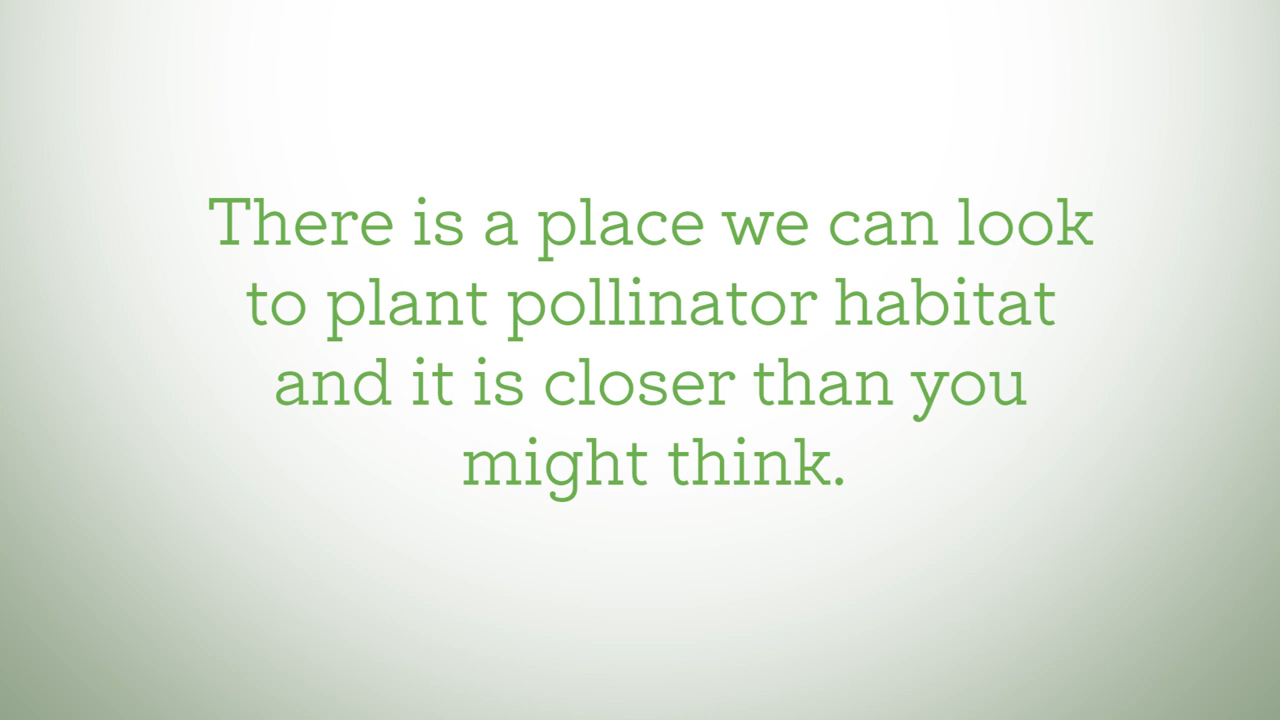 There is a place we can look
to plant pollinator habitat
and it is closer than you
might think.